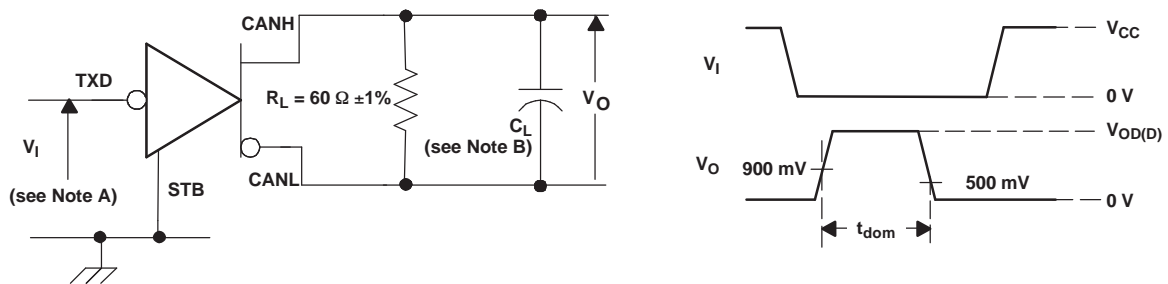 CANH
TXD
R_L = 60 Ω ±1%
V_O
C_L
(see Note B)
V_I
(see Note A)
STB
CANL
V_I
V_CC
0 V
V_OD(D)
V_O
900 mV
500 mV
0 V
t_dom